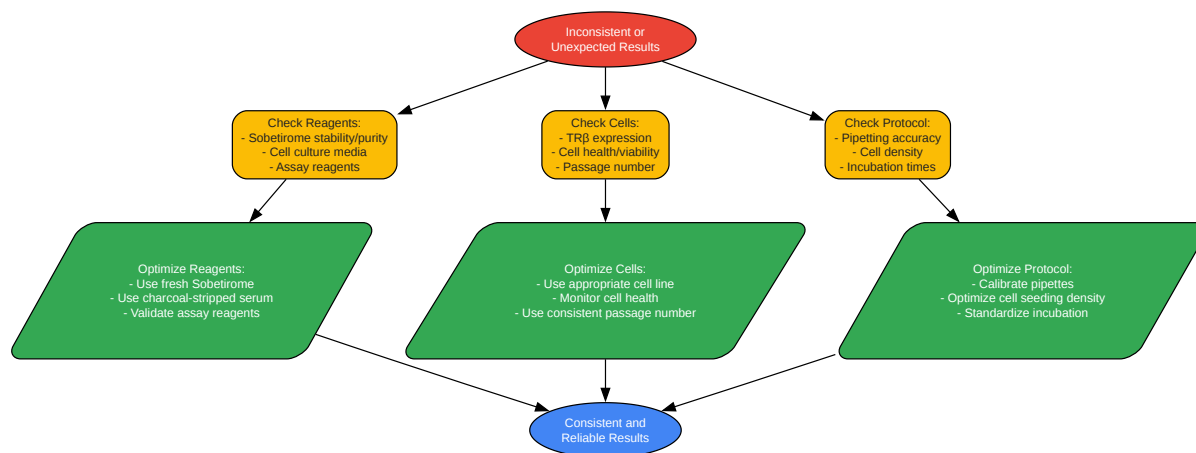 Inconsistent or
Unexpected Results
Check Reagents:
- Sobetirome stability/purity
- Cell culture media
- Assay reagents
Check Cells:
- TRβ expression
- Cell health/viability
- Passage number
Check Protocol:
- Pipetting accuracy
- Cell density
- Incubation times
Optimize Reagents:
- Use fresh Sobetirome
- Use charcoal-stripped serum
- Validate assay reagents
Optimize Cells:
- Use appropriate cell line
- Monitor cell health
- Use consistent passage number
Optimize Protocol:
- Calibrate pipettes
- Optimize cell seeding density
- Standardize incubation
Consistent and
Reliable Results